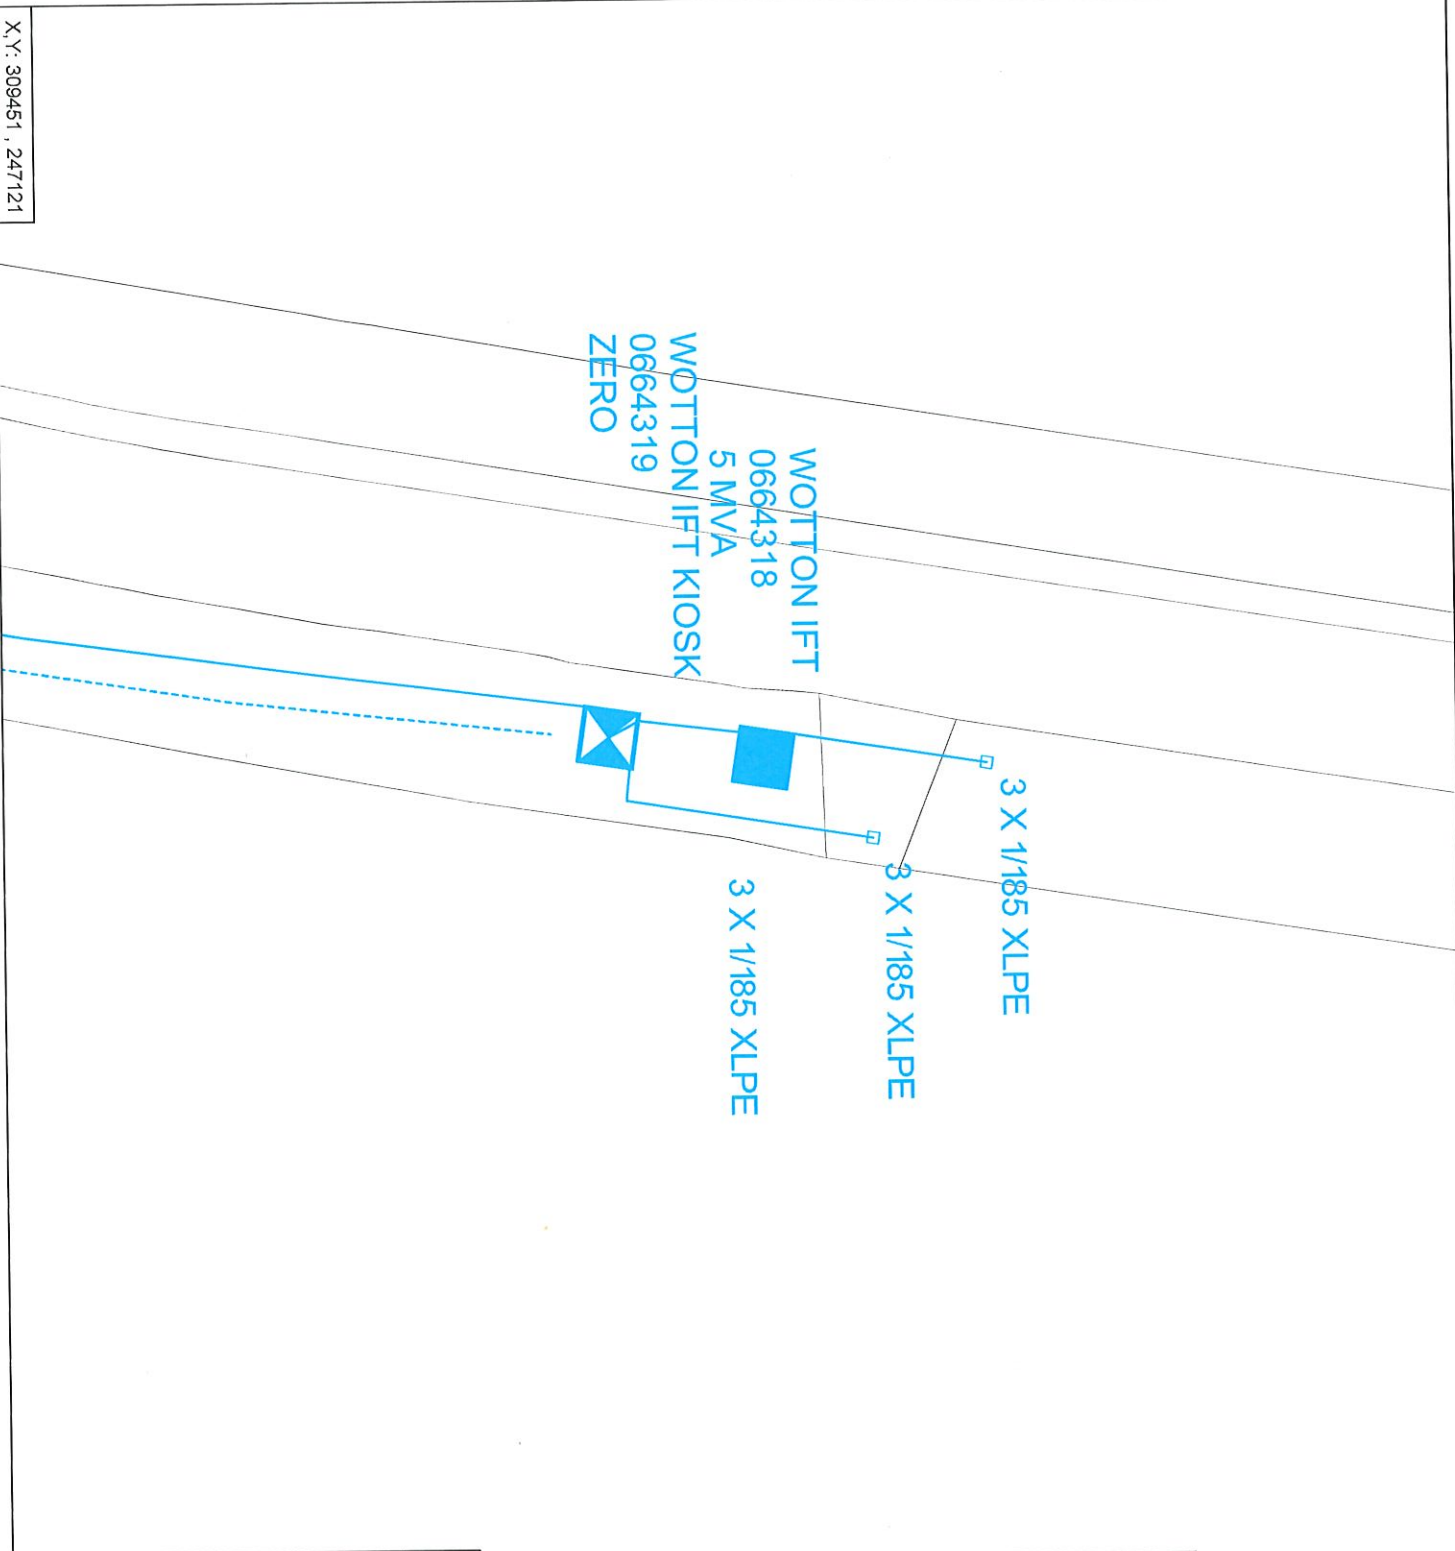 3 X 1/185 XLPE
3 X 1/185 XLPE
WOTTON IFT
0664318
5 MVA
3 X 1/185 XLPE
WOTTON IFT KIOSK
0664319
ZERO
X,Y: 309451 , 247121